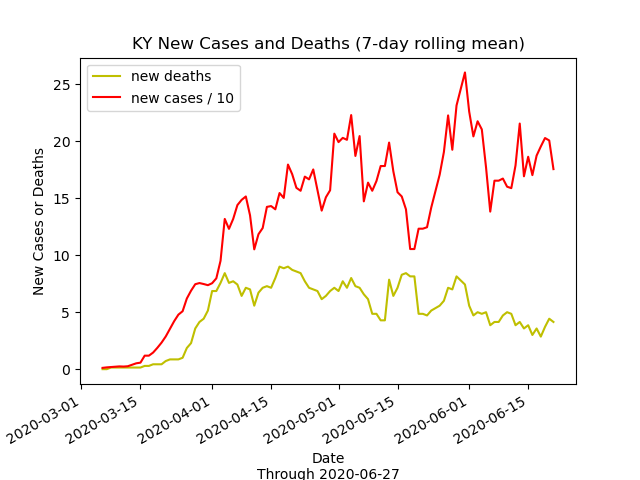 KY New Cases and Deaths (7-day rolling mean)
new deaths
new cases / 10
New Cases or Deaths
25
20
15
10
5
0
2020-03-01
2020-03-15
2020-04-01
2020-04-15
2020-05-01
2020-05-15
2020-06-01
2020-06-15
Date
Through 2020-06-27